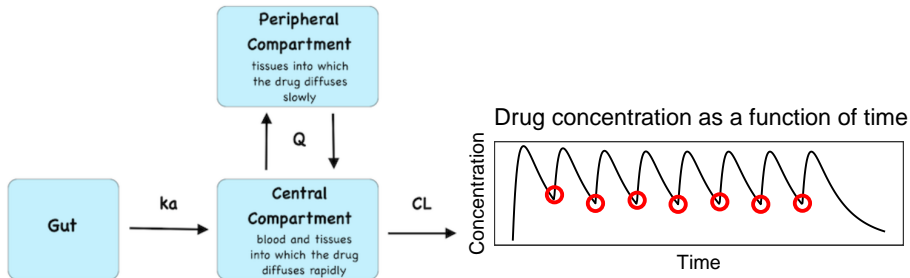 Peripheral
Compartment
tissues into which
the drug diffuses
slowly
Q
Gut
ka
Central
Compartment
blood and tissues
into which the drug
diffuses rapidly
CL
Drug concentration as a function of time
Concentration
Time